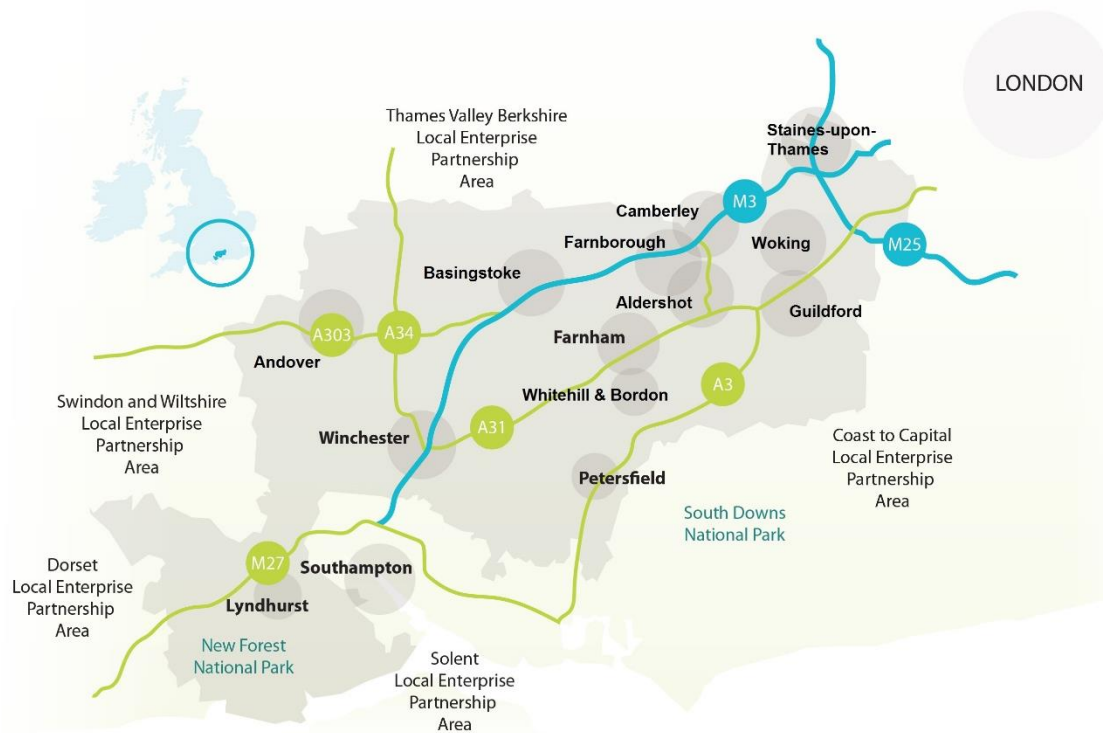 LONDON
Thames Valley Berkshire
Local Enterprise
Partnership
Area
Staines-upon-
Thames
Camberley
M3
Farnborough
Woking
M25
Basingstoke
Aldershot
Guildford
A303
A34
Farnham
Andover
A3
Whitehill & Bordon
Swindon and Wiltshire
Local Enterprise
Partnership
Area
Winchester
A31
Coast to Capital
Local Enterprise
Partnership
Area
Petersfield
South Downs
National Park
Dorset
Local Enterprise
Partnership
Area
M27
Southampton
Lyndhurst
New Forest
National Park
Solent
Local Enterprise
Partnership
Area